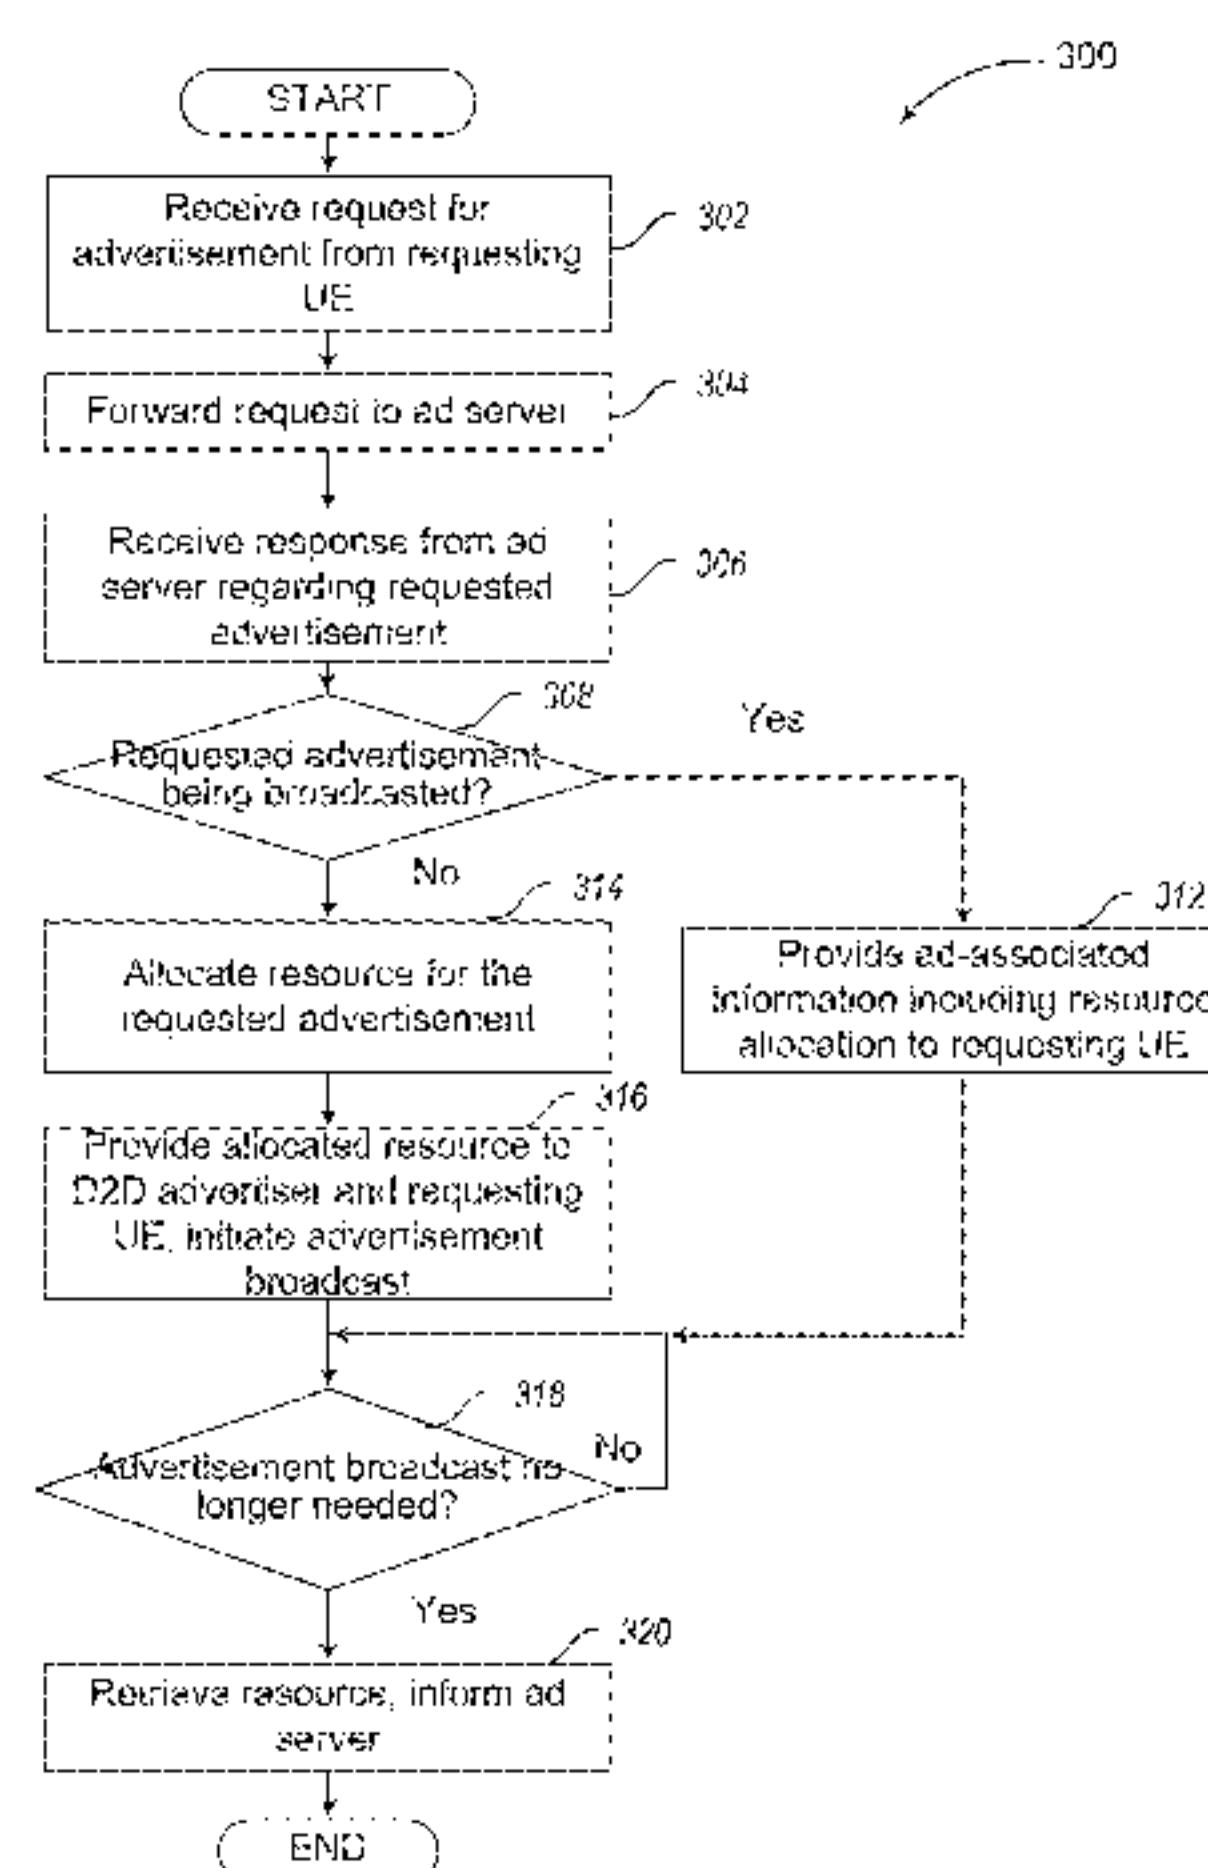 300
START
Receive request for
advertisement from requesting
UE
302
Forward request to ad server
304
Receive response from ad
server regarding requested
advertisement
306
308
Requested advertisement
being broadcasted?
Yes
No
314
Allocate resource for the
requested advertisement
312
Provide ad-associated
information including resource
allocation to requesting UE
316
Provide allocated resource to
D2D advertiser and requesting
UE, initiate advertisement
broadcast
318
Advertisement broadcast no
longer needed?
No
Yes
320
Retrieve resource, inform ad
server
END